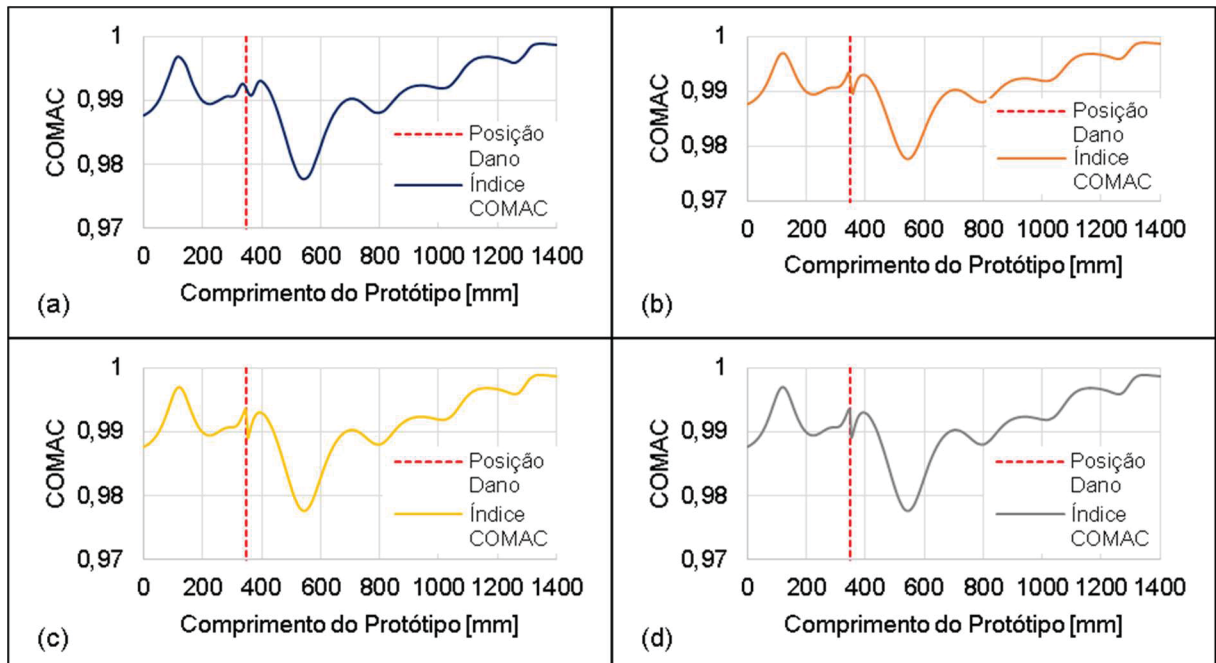 1
0,99
0,98
0,97
COMAC
0 200 400 600 800 1000 1200 1400
Comprimento do Protótipo [mm]
Posição
Dano
Índice
COMAC
(a)
1
0,99
0,98
0,97
COMAC
0 200 400 600 800 1000 1200 1400
Comprimento do Protótipo [mm]
Posição
Dano
Índice
COMAC
(b)
1
0,99
0,98
0,97
COMAC
0 200 400 600 800 1000 1200 1400
Comprimento do Protótipo [mm]
Posição
Dano
Índice
COMAC
(c)
1
0,99
0,98
0,97
COMAC
0 200 400 600 800 1000 1200 1400
Comprimento do Protótipo [mm]
Posição
Dano
Índice
COMAC
(d)